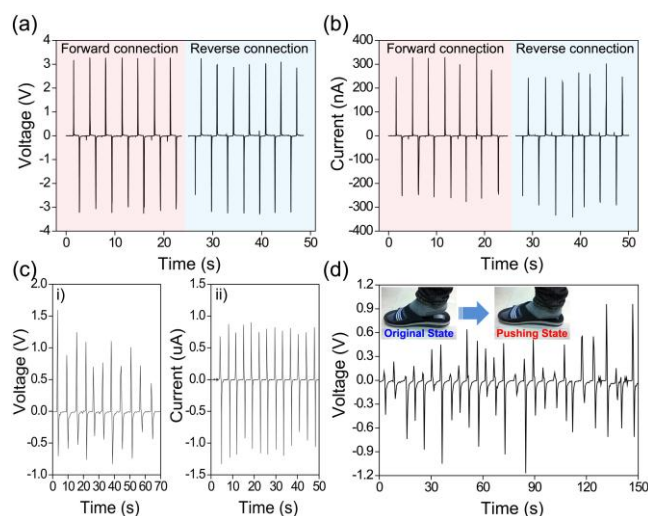 (a)
Forward connection Reverse connection
4
3
2
1
0
-1
-2
-3
-4
Voltage (V)
0 10 20 30 40 50
Time (s)
(b)
Forward connection Reverse connection
400
300
200
100
0
-100
-200
-300
-400
Current (nA)
0 10 20 30 40 50
Time (s)
(c)
i)
2.0
1.5
1.0
0.5
0.0
-0.5
-1.0
Voltage (V)
0 10 20 30 40 50 60 70
Time (s)
ii)
1.5
1.0
0.5
0.0
-0.5
-1.0
-1.5
Current (uA)
0 10 20 30 40 50
Time (s)
(d)
Original State
Pushing State
1.2
0.9
0.6
0.3
0.0
-0.3
-0.6
-0.9
-1.2
Voltage (V)
0 30 60 90 120 150
Time (s)